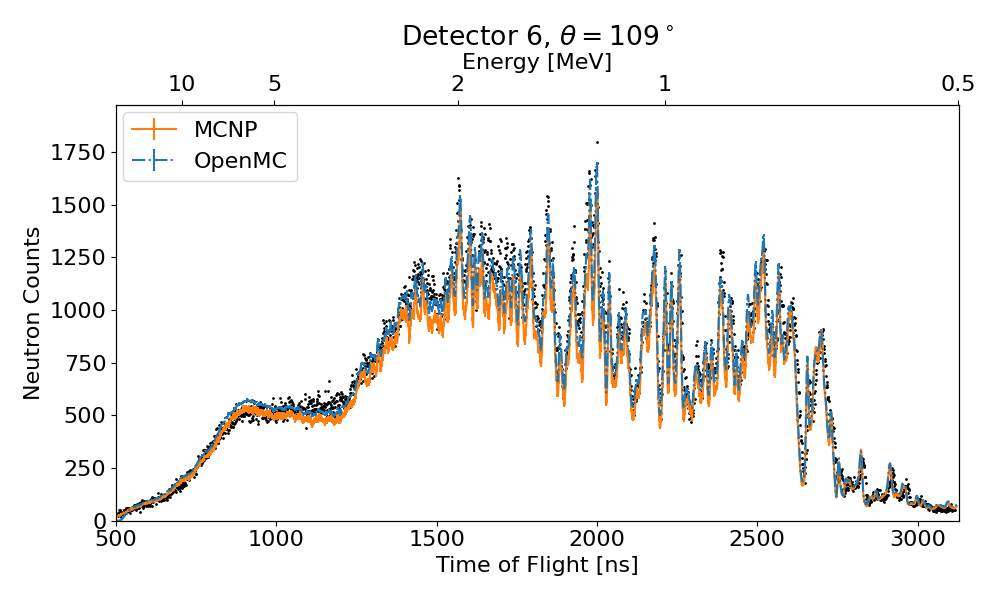 Detector 6, θ = 109°
Energy [MeV]
10 5 2 1 0.5
MCNP
OpenMC
1750
1500
1250
1000
750
500
250
0
Neutron Counts
500 1000 1500 2000 2500 3000
Time of Flight [ns]